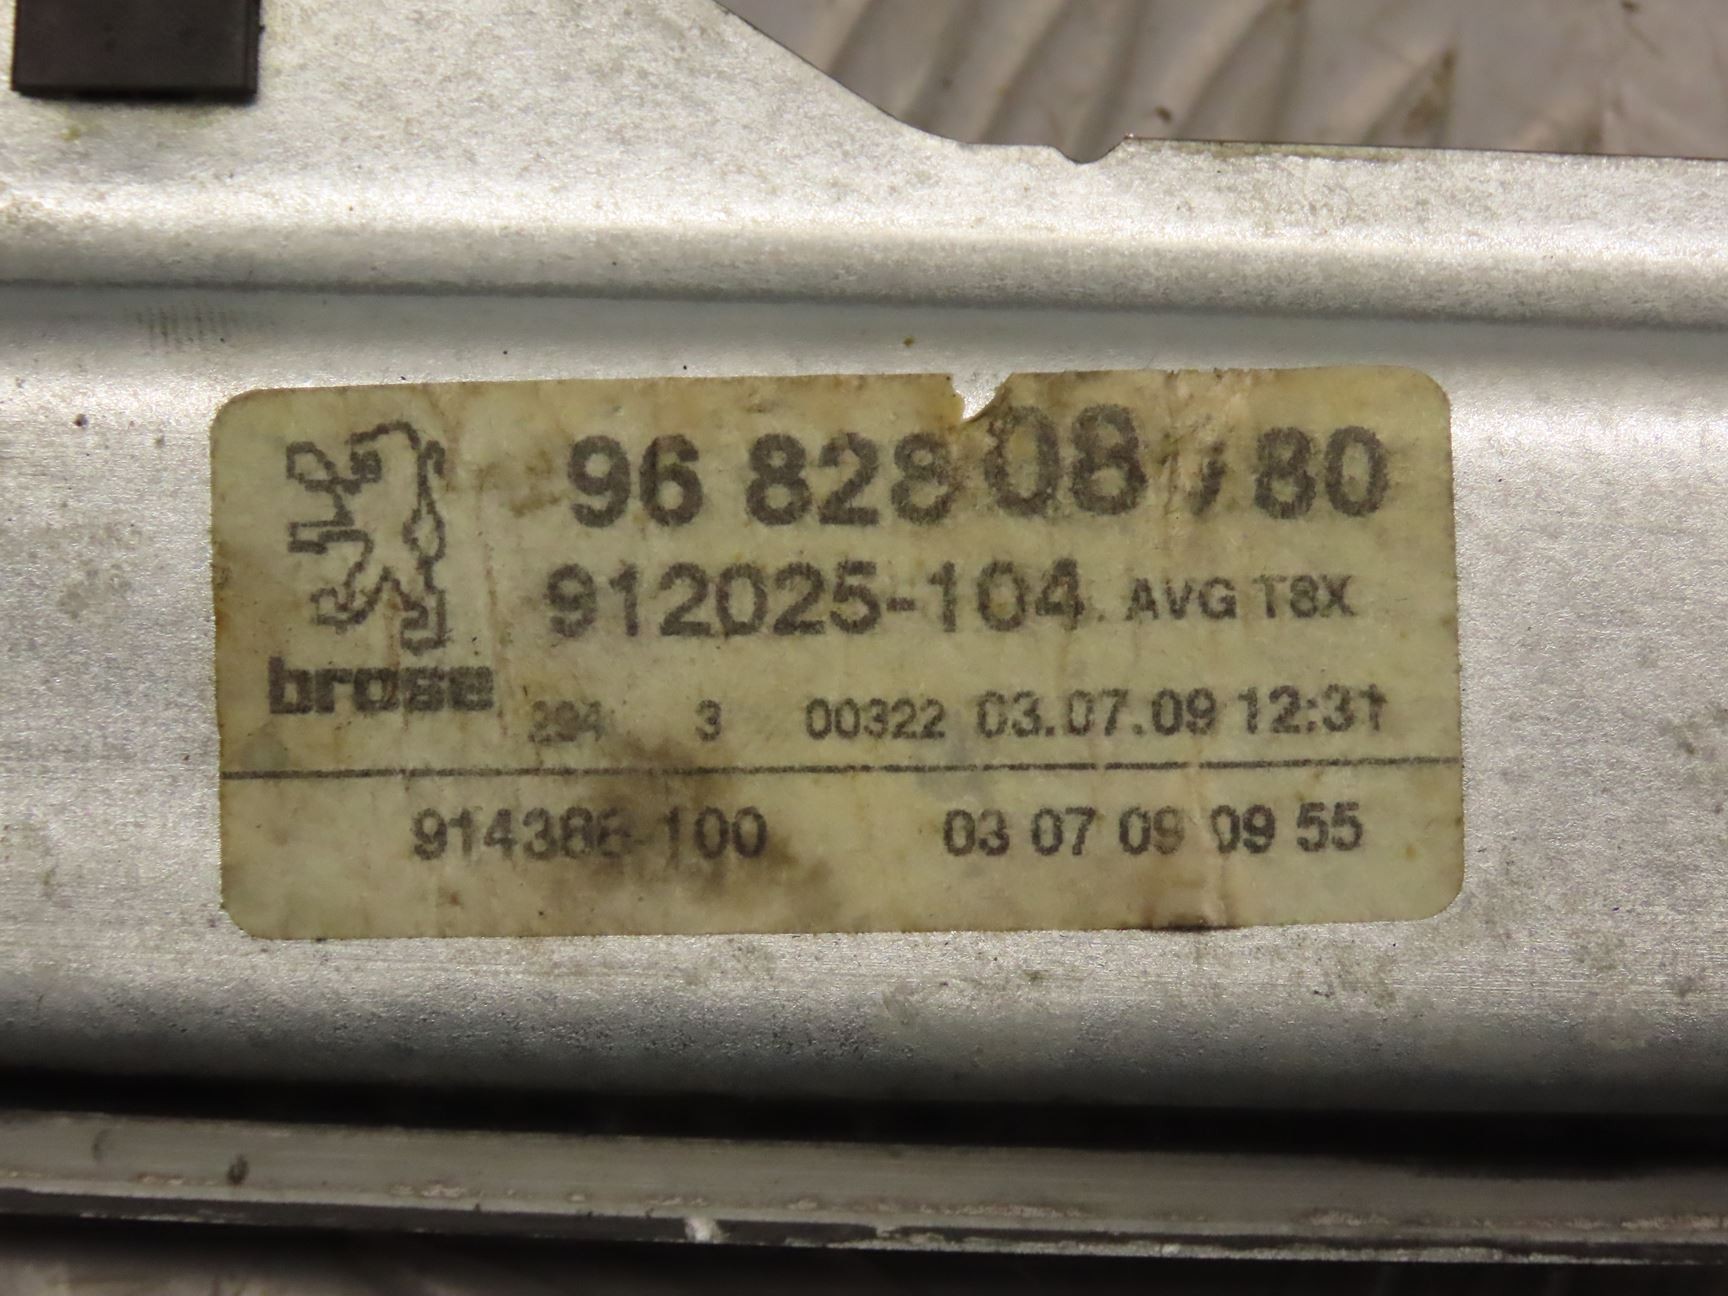 96 828 08 80
912025-104 AVG T8X
brose
3 00322 03.07.09 12:31
914386-100 03 07 09 09 55